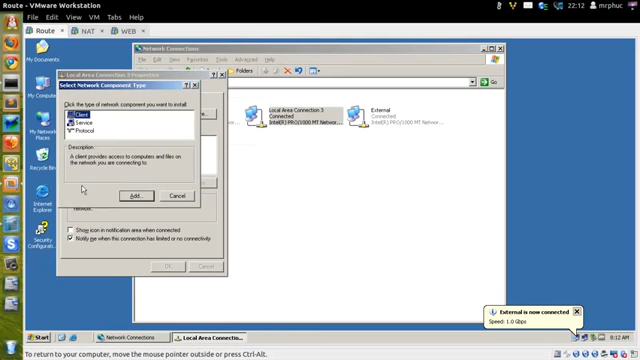 Route - VMware Workstation
22:12
mrphuc
Edit View Tabs Help
Route
NAT
WEB
My Documents
My Computer
My Network
Places
Recycle Bin
Internet
Explorer
Security
Configurat...
Network Connections
File Edit View Favorites Tools Advanced Help
Folders
Local Area Connection 3
Connected
Intel(R) PRO/1000 MT Networ...
External
Connected
Intel(R) PRO/1000 MT Networ...
Local Area Connection 3 Properties
Select Network Component Type
Click the type of network component you want to install:
Client
Service
Protocol
Description
A client provides access to computers and files on
the network you are connecting to.
Add...
Cancel
network.
Show icon in notification area when connected
Notify me when this connection has limited or no connectivity
OK
Cancel
External is now connected
Speed: 1.0 Gbps
Start
Network Connections
Local Area Connectio...
8:12 AM
To return to your computer, move the mouse pointer outside or press Ctrl-Alt.